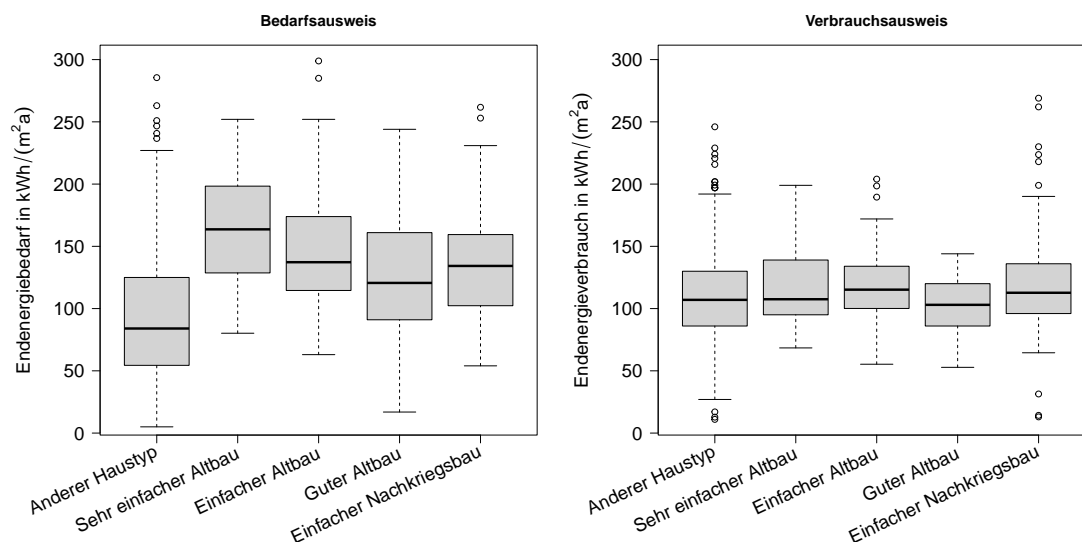 Bedarfsausweis
Endenergiebedarf in kWh/(m²a)
300
250
200
150
100
50
0
Anderer Haustyp
Sehr einfacher Altbau
Einfacher Altbau
Guter Altbau
Einfacher Nachkriegsbau
Verbrauchsausweis
Endenergieverbrauch in kWh/(m²a)
300
250
200
150
100
50
0
Anderer Haustyp
Sehr einfacher Altbau
Einfacher Altbau
Guter Altbau
Einfacher Nachkriegsbau